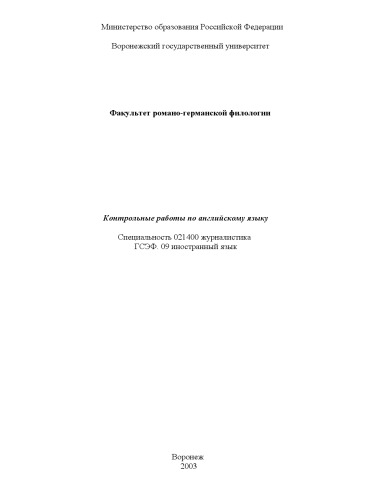 Министерство образования Российской Федерации
Воронежский государственный университет
Факультет романо-германской филологии
Контрольные работы по английскому языку
Специальность 021400 журналистика
ГСЭФ. 09 иностранный язык
Воронеж
2003